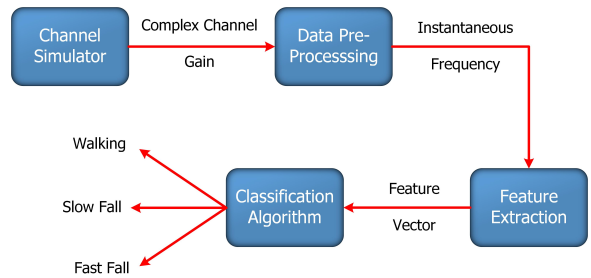 Channel
Simulator
Complex Channel
Gain
Data Pre-
Processsing
Instantaneous
Frequency
Feature
Extraction
Feature
Vector
Classification
Algorithm
Walking
Slow Fall
Fast Fall